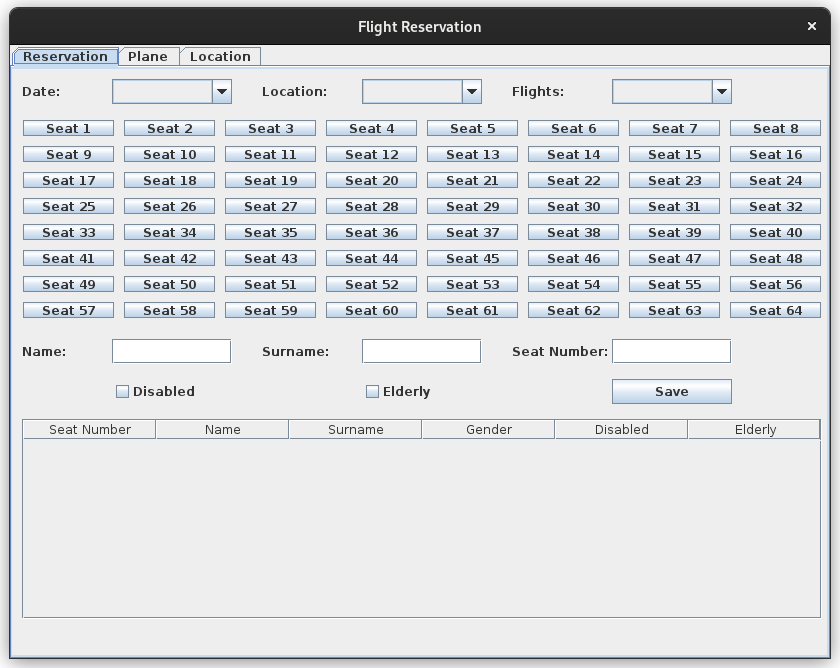 Flight Reservation ×
Reservation Plane Location
Date: Location: Flights:
Seat 1 Seat 2 Seat 3 Seat 4 Seat 5 Seat 6 Seat 7 Seat 8
Seat 9 Seat 10 Seat 11 Seat 12 Seat 13 Seat 14 Seat 15 Seat 16
Seat 17 Seat 18 Seat 19 Seat 20 Seat 21 Seat 22 Seat 23 Seat 24
Seat 25 Seat 26 Seat 27 Seat 28 Seat 29 Seat 30 Seat 31 Seat 32
Seat 33 Seat 34 Seat 35 Seat 36 Seat 37 Seat 38 Seat 39 Seat 40
Seat 41 Seat 42 Seat 43 Seat 44 Seat 45 Seat 46 Seat 47 Seat 48
Seat 49 Seat 50 Seat 51 Seat 52 Seat 53 Seat 54 Seat 55 Seat 56
Seat 57 Seat 58 Seat 59 Seat 60 Seat 61 Seat 62 Seat 63 Seat 64
Name: Surname: Seat Number:
Disabled Elderly Save
Seat Number Name Surname Gender Disabled Elderly